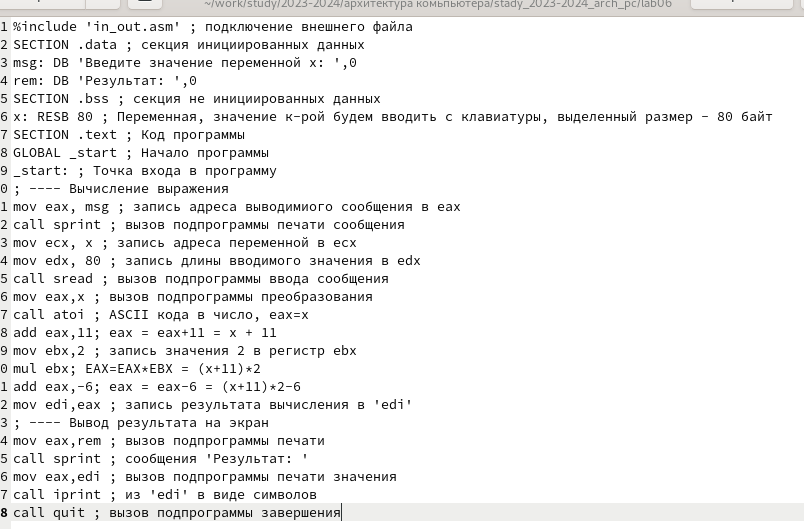 ~/work/study/2023-2024/архитектура комьпьютера/stady_2023-2024_arch_pc/lab06
1 %include 'in_out.asm' ; подключение внешнего файла
2 SECTION .data ; секция инициированных данных
3 msg: DB 'Введите значение переменной х: ',0
4 rem: DB 'Результат: ',0
5 SECTION .bss ; секция не инициированных данных
6 x: RESB 80 ; Переменная, значение к-рой будем вводить с клавиатуры, выделенный размер - 80 байт
7 SECTION .text ; Код программы
8 GLOBAL _start ; Начало программы
9 _start: ; Точка входа в программу
0 ; ---- Вычисление выражения
1 mov eax, msg ; запись адреса выводимиого сообщения в eax
2 call sprint ; вызов подпрограммы печати сообщения
3 mov ecx, x ; запись адреса переменной в ecx
4 mov edx, 80 ; запись длины вводимого значения в edx
5 call sread ; вызов подпрограммы ввода сообщения
6 mov eax,x ; вызов подпрограммы преобразования
7 call atoi ; ASCII кода в число, eax=x
8 add eax,11; eax = eax+11 = x + 11
9 mov ebx,2 ; запись значения 2 в регистр ebx
0 mul ebx; EAX=EAX*EBX = (x+11)*2
1 add eax,-6; eax = eax-6 = (x+11)*2-6
2 mov edi,eax ; запись результата вычисления в 'edi'
3 ; ---- Вывод результата на экран
4 mov eax,rem ; вызов подпрограммы печати
5 call sprint ; сообщения 'Результат: '
6 mov eax,edi ; вызов подпрограммы печати значения
7 call iprint ; из 'edi' в виде символов
8 call quit ; вызов подпрограммы завершения